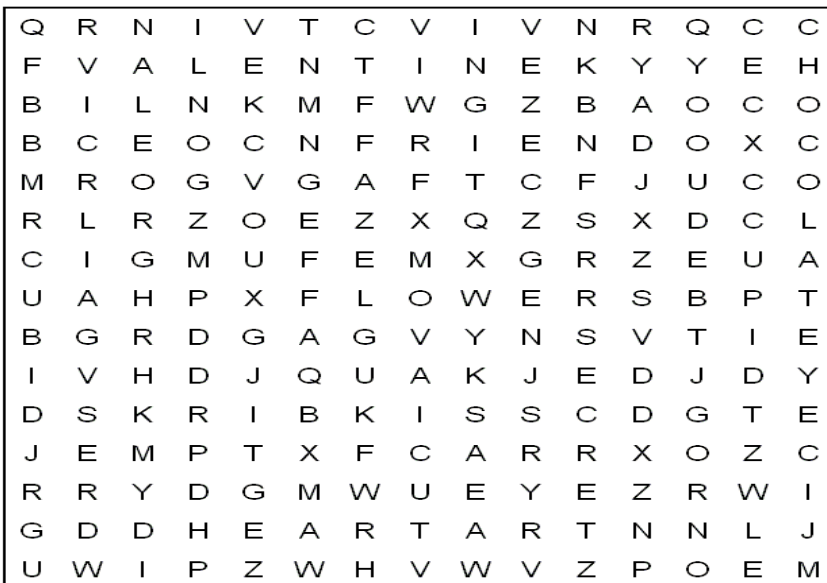 Q R N I V T C V I V N R Q C C
F V A L E N T I N E K Y Y E H
B I L N K M F W G Z B A O C O
B C E O C N F R I E N D O X C
M R O G V G A F T C F J U C O
R L R Z O E Z X Q Z S X D C L
C I G M U F E M X G R Z E U A
U A H P X F L O W E R S B P T
B G R D G A G V Y N S V T I E
I V H D J Q U A K J E D J D Y
D S K R I B K I S S C D G T E
J E M P T X F C A R R X O Z C
R R Y D G M W U E Y E Z R W I
G D D H E A R T A R T N N L J
U W I P Z W H V W V Z P O E M